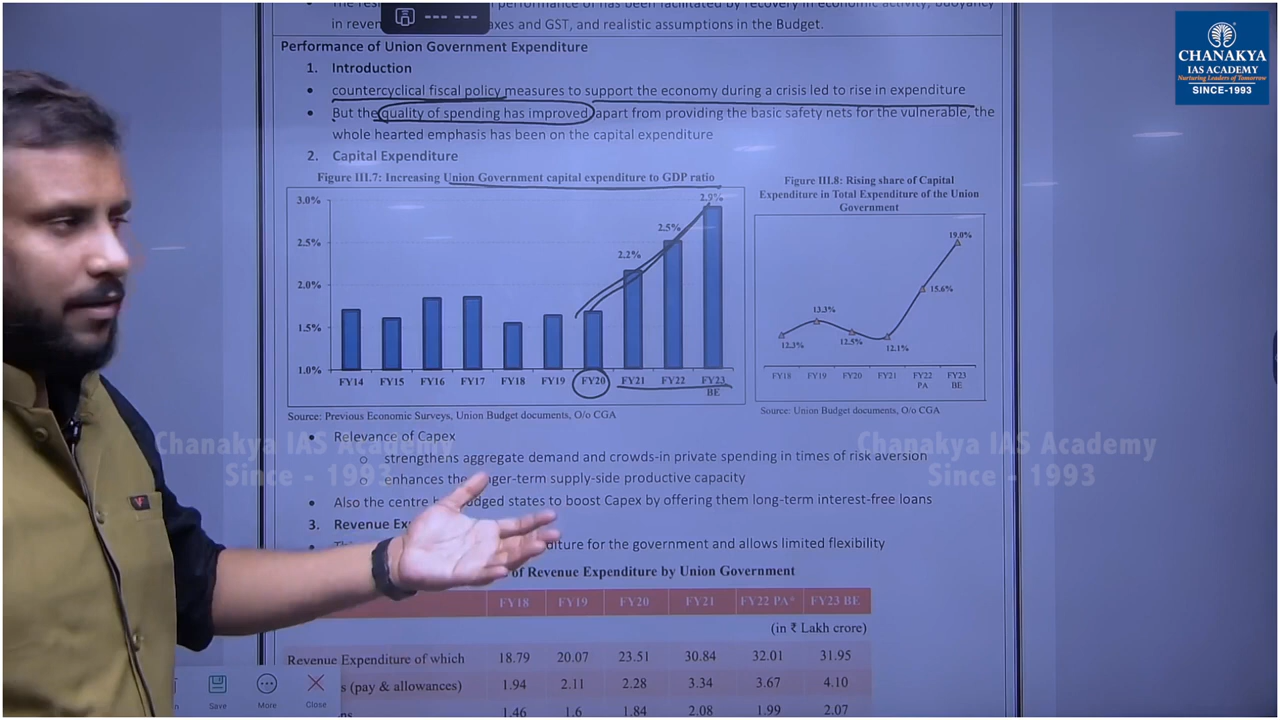 in reven axes and GST, and realistic assumptions in the Budget.
CHANAKYA
IAS ACADEMY
Nurturing Leaders of Tomorrow
SINCE-1993
Performance of Union Government Expenditure
1. Introduction
• countercyclical fiscal policy measures to support the economy during a crisis led to rise in expenditure
• But the quality of spending has improved apart from providing the basic safety nets for the vulnerable, the
whole hearted emphasis has been on the capital expenditure
2. Capital Expenditure
Figure III.7: Increasing Union Government capital expenditure to GDP ratio
3.0%
2.5%
2.0%
1.5%
1.0%
2.2%
2.5%
2.9%
FY14 FY15 FY16 FY17 FY18 FY19 FY20 FY21 FY22 FY23
BE
Source: Previous Economic Surveys, Union Budget documents, O/o CGA
Figure III.8: Rising share of Capital
Expenditure in Total Expenditure of the Union
Government
12.3%
13.3%
12.5%
12.1%
15.6%
19.0%
FY18 FY19 FY20 FY21 FY22 FY23
PA BE
Source: Union Budget documents, O/o CGA
• Relevance of Capex
Chanakya IAS Academy
Since - 1993
Chanakya IAS Academy
Since - 1993
o strengthens aggregate demand and crowds-in private spending in times of risk aversion
o enhances the ger-term supply-side productive capacity
• Also the centre h dged states to boost Capex by offering them long-term interest-free loans
3. Revenue Ex
• diture for the government and allows limited flexibility
of Revenue Expenditure by Union Government
FY18 FY19 FY20 FY21 FY22 PA* FY23 BE
(in ₹ Lakh crore)
Revenue Expenditure of which 18.79 20.07 23.51 30.84 32.01 31.95
s (pay & allowances) 1.94 2.11 2.28 3.34 3.67 4.10
ns 1.46 1.6 1.84 2.08 1.99 2.07
VF
Save
More
Close